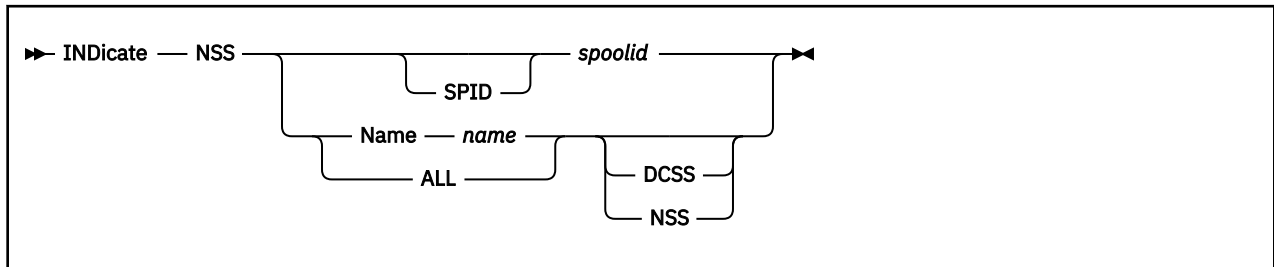 INDicate NSS spoolid
SPID
Name name
ALL
DCSS
NSS